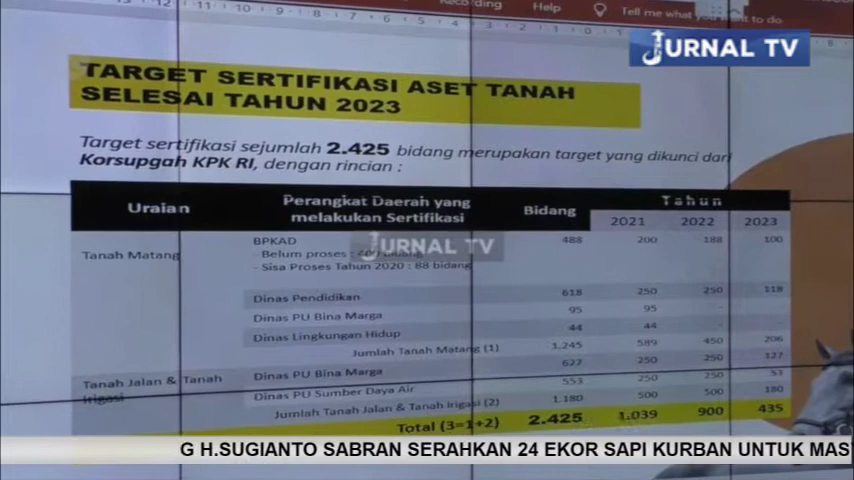 Recording Help Tell me what you want to do
JURNAL TV
TARGET SERTIFIKASI ASET TANAH
SELESAI TAHUN 2023
Target sertifikasi sejumlah 2.425 bidang merupakan target yang dikunci dari
Korsupgah KPK RI, dengan rincian :
Uraian Perangkat Daerah yang melakukan Sertifikasi Bidang Tahun
2021 2022 2023
Tanah Matang BPKAD 488 200 188 100
- Belum proses : 400 bidang
- Sisa Proses Tahun 2020 : 88 bidang
JURNAL TV
Dinas Pendidikan 618 250 250 118
Dinas PU Bina Marga 95 95 -
Dinas Lingkungan Hidup 44 44
Jumlah Tanah Matang (1) 1,245 589 450 206
Tanah Jalan & Tanah Irigasi Dinas PU Bina Marga 627 250 250 127
Dinas PU Sumber Daya Air 553 250 250 53
Jumlah Tanah Jalan & Tanah Irigasi (2) 1.180 500 500 180
Total (3=1+2) 2.425 1.039 900 435
G H.SUGIANTO SABRAN SERAHKAN 24 EKOR SAPI KURBAN UNTUK MAS